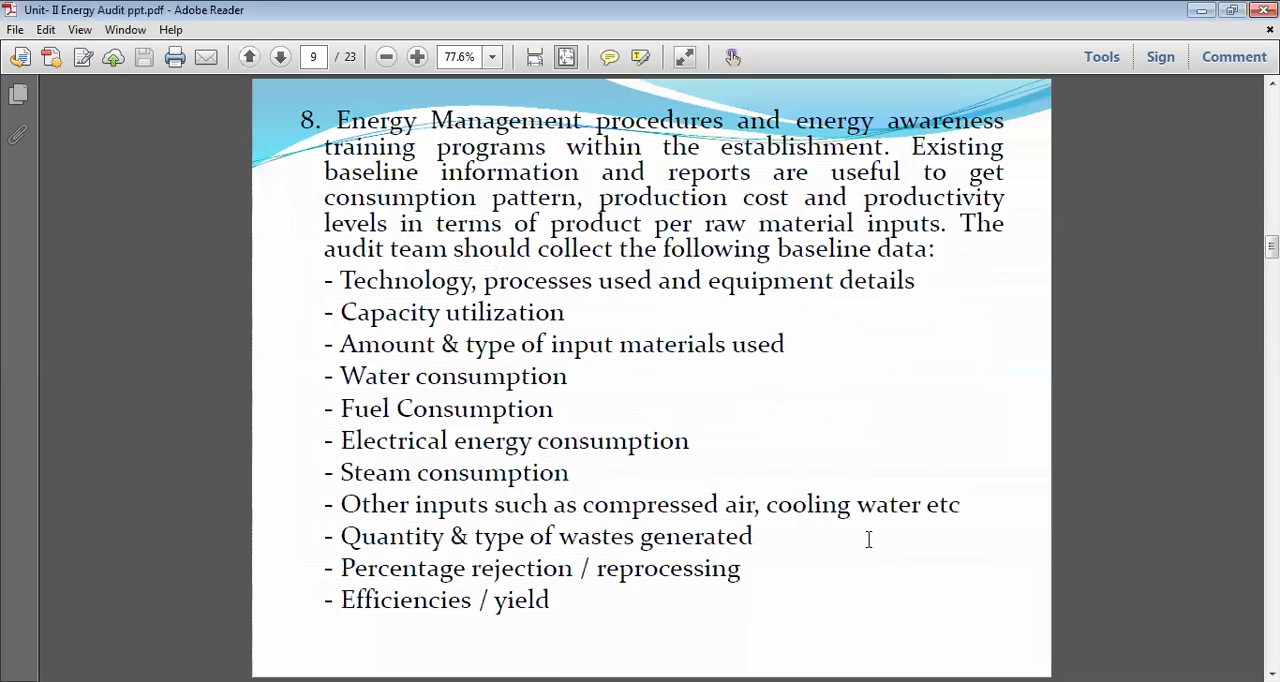 Unit- II Energy Audit ppt.pdf - Adobe Reader
File Edit View Window Help
9 / 23 77.6% Tools Sign Comment
8. Energy Management procedures and energy awareness
training programs within the establishment. Existing
baseline information and reports are useful to get
consumption pattern, production cost and productivity
levels in terms of product per raw material inputs. The
audit team should collect the following baseline data:
- Technology, processes used and equipment details
- Capacity utilization
- Amount & type of input materials used
- Water consumption
- Fuel Consumption
- Electrical energy consumption
- Steam consumption
- Other inputs such as compressed air, cooling water etc
- Quantity & type of wastes generated
- Percentage rejection / reprocessing
- Efficiencies / yield